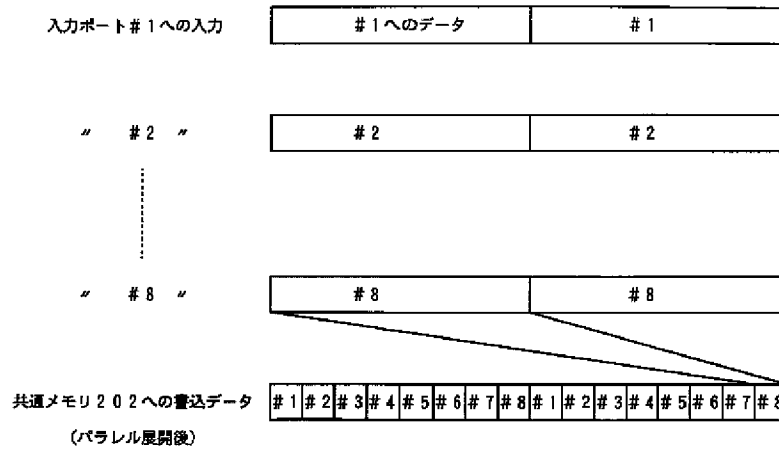 入力ポート#1への入力 #1へのデータ #1
〃 #2 〃 #2 #2
〃 #8 〃 #8 #8
共通メモリ202への書込データ #1 #2 #3 #4 #5 #6 #7 #8 #1 #2 #3 #4 #5 #6 #7 #8
(パラレル展開後)